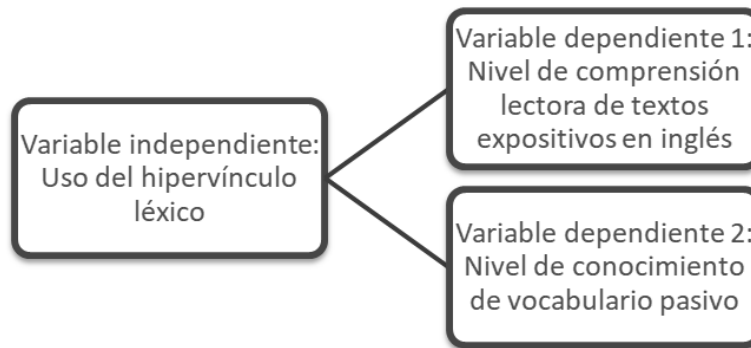 Variable independiente:
Uso del hipervínculo
léxico
Variable dependiente 1:
Nivel de comprensión
lectora de textos
expositivos en inglés
Variable dependiente 2:
Nivel de conocimiento
de vocabulario pasivo